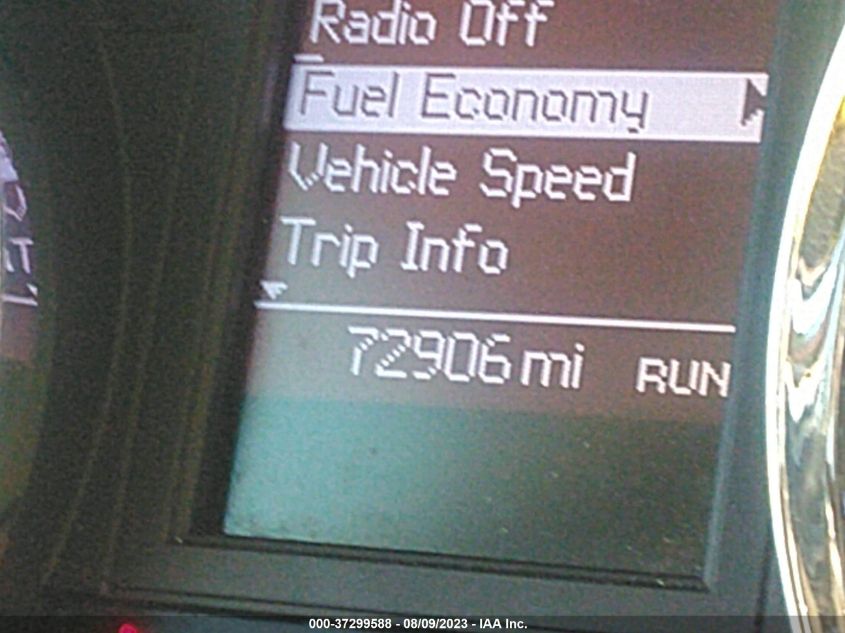 Radio Off
Fuel Economy
Vehicle Speed
Trip Info
72906 mi RUN
000-37299588 - 08/09/2023 - IAA Inc.